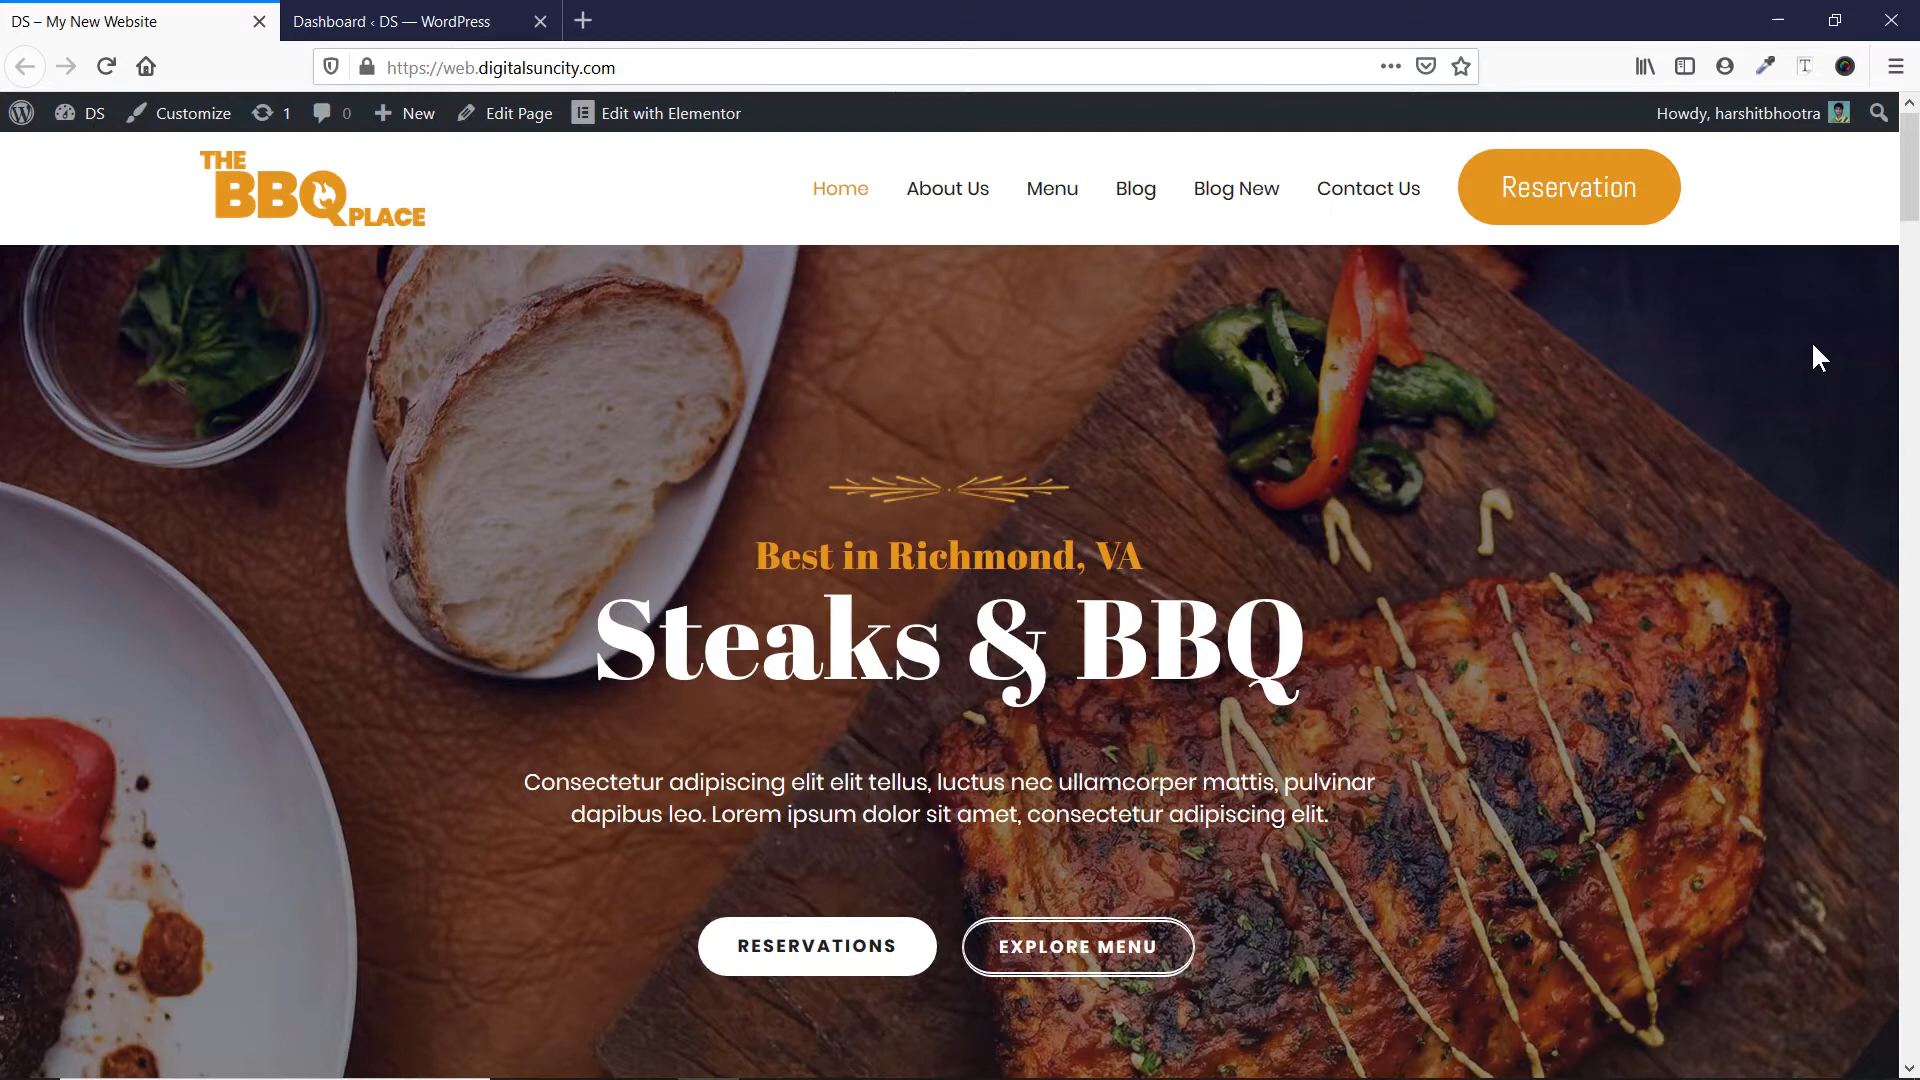 DS – My New Website
Dashboard ‹ DS — WordPress
https://web.digitalsuncity.com
DS
Customize
1
0
New
Edit Page
Edit with Elementor
Howdy, harshitbhootra
THE
BBQ
PLACE
Home
About Us
Menu
Blog
Blog New
Contact Us
Reservation
Best in Richmond, VA
Steaks & BBQ
Consectetur adipiscing elit elit tellus, luctus nec ullamcorper mattis, pulvinar
dapibus leo. Lorem ipsum dolor sit amet, consectetur adipiscing elit.
RESERVATIONS
EXPLORE MENU